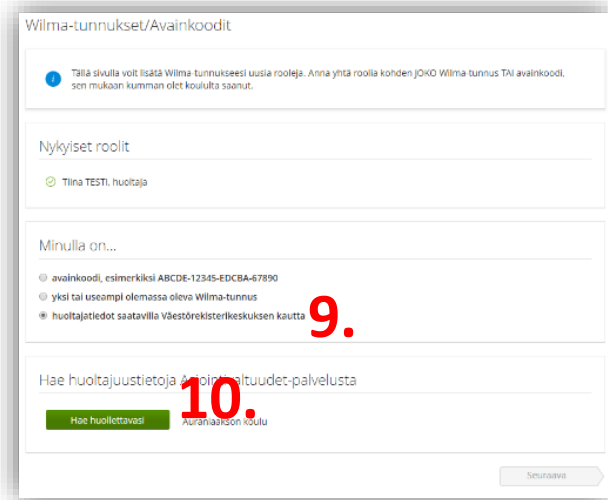 Wilma-tunnukset/Avainkoodit
Tällä sivulla voit lisätä Wilma-tunnukseesi uusia rooleja. Anna yhtä roolia kohden JOKO Wilma-tunnus TAI avainkoodi,
sen mukaan kumman olet koululta saanut.
Nykyiset roolit
Tiina TESTI, huoltaja
Minulla on...
avainkoodi, esimerkiksi ABCDE-12345-EDCBA-67890
yksi tai useampi olemassa oleva Wilma-tunnus
huoltajatiedot saatavilla Väestörekisterikeskuksen kautta
9.
Hae huoltajuustietoja Asiointivaltuudet-palvelusta
10.
Hae huollettavasi
Auranlaakson koulu
Seuraava